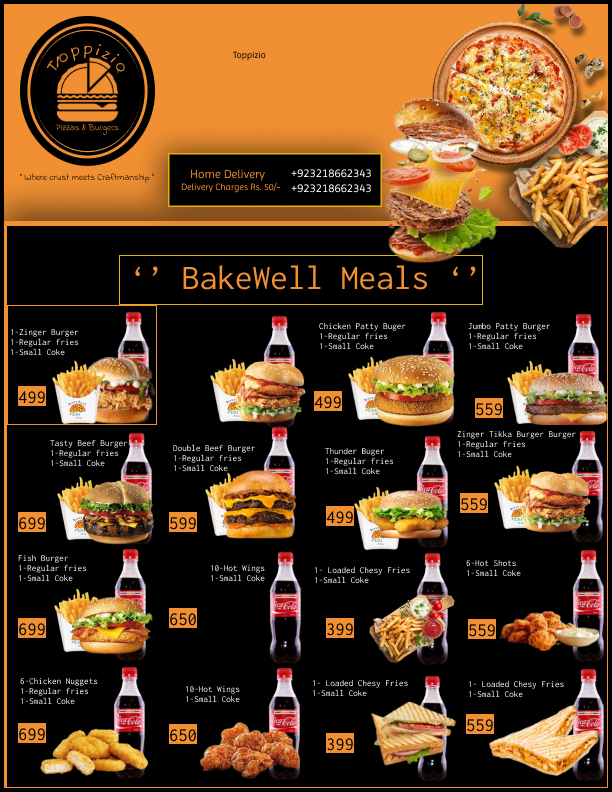 Troppizio
Pizzas & Burgers
" Where crust meets Craftmanship "
Toppizio
Home Delivery
Delivery Charges Rs. 50/-
+923218662343
+923218662343
‘’ BakeWell Meals ‘’
1-Zinger Burger
1-Regular fries
1-Small Coke
499
Chicken Patty Buger
1-Regular fries
1-Small Coke
499
Jumbo Patty Burger
1-Regular fries
1-Small Coke
559
Tasty Beef Burger
1-Regular fries
1-Small Coke
699
Double Beef Burger
1-Regular fries
1-Small Coke
599
Thunder Buger
1-Regular fries
1-Small Coke
499
Zinger Tikka Burger Burger
1-Regular fries
1-Small Coke
559
Fish Burger
1-Regular fries
1-Small Coke
699
10-Hot Wings
1-Small Coke
650
1- Loaded Chesy Fries
1-Small Coke
399
6-Hot Shots
1-Small Coke
559
6-Chicken Nuggets
1-Regular fries
1-Small Coke
699
10-Hot Wings
1-Small Coke
650
1- Loaded Chesy Fries
1-Small Coke
399
1- Loaded Chesy Fries
1-Small Coke
559